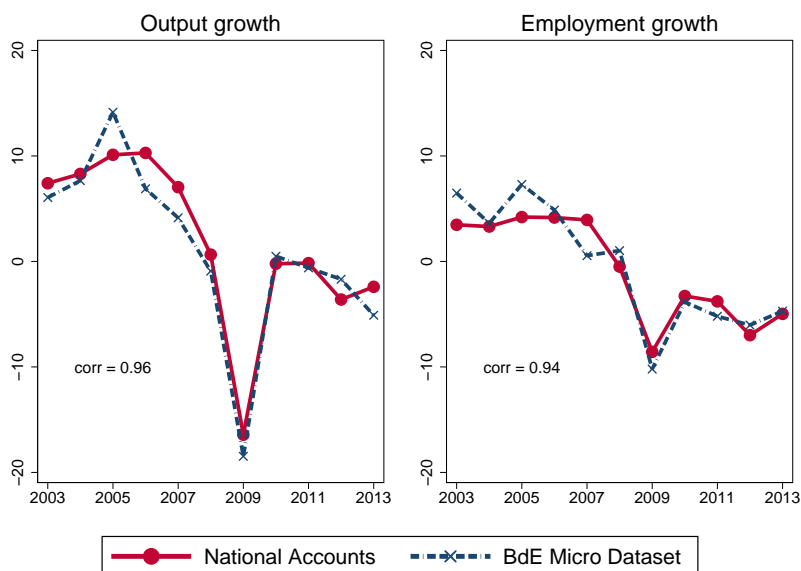 Output growth
20
10
0
−10
−20
corr = 0.96
2003 2005 2007 2009 2011 2013
Employment growth
20
10
0
−10
−20
corr = 0.94
2003 2005 2007 2009 2011 2013
National Accounts BdE Micro Dataset